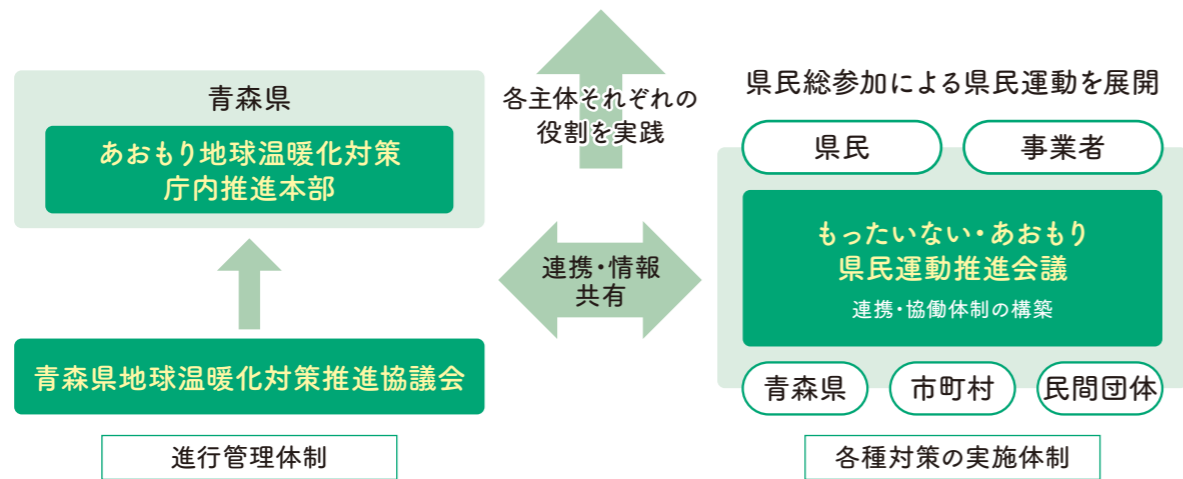 青森県
あおもり地球温暖化対策
庁内推進本部
青森県地球温暖化対策推進協議会
進行管理体制
各主体それぞれの
役割を実践
連携・情報
共有
県民総参加による県民運動を展開
県民
事業者
もったいない・あおもり
県民運動推進会議
連携・協働体制の構築
青森県
市町村
民間団体
各種対策の実施体制